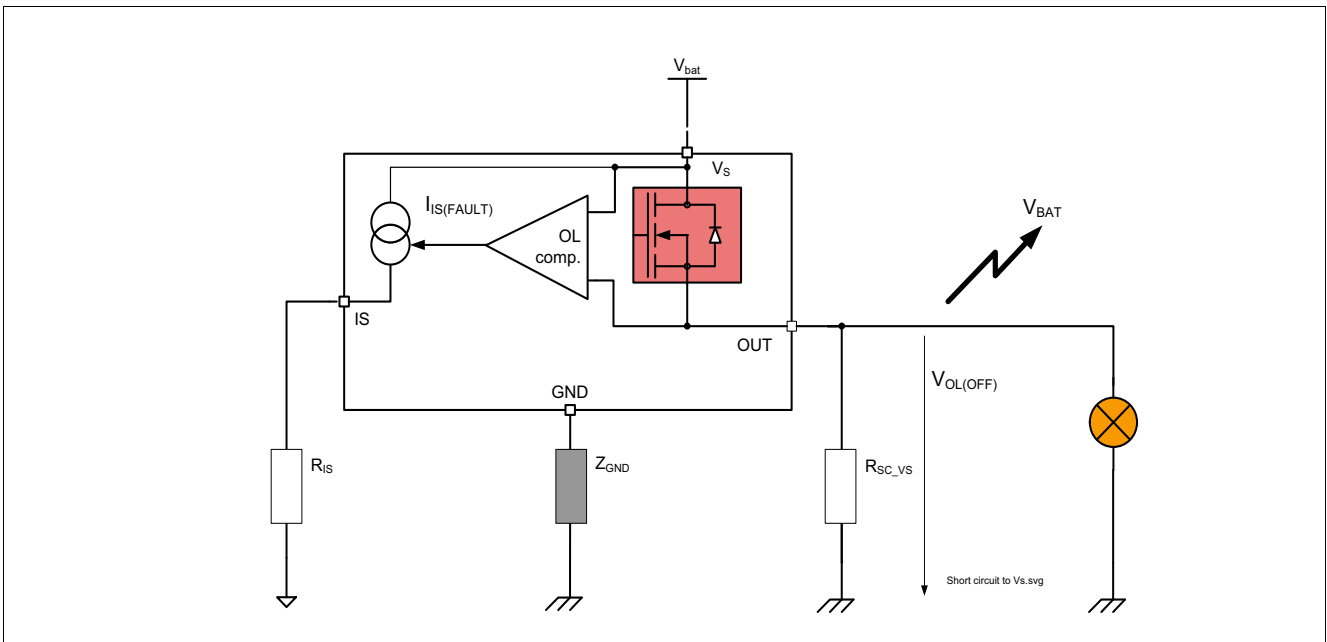 Vbat
VS
IIS(FAULT)
OL
comp.
VBAT
IS
OUT
VOL(OFF)
GND
RIS
ZGND
RSC_VS
Short circuit to Vs.svg